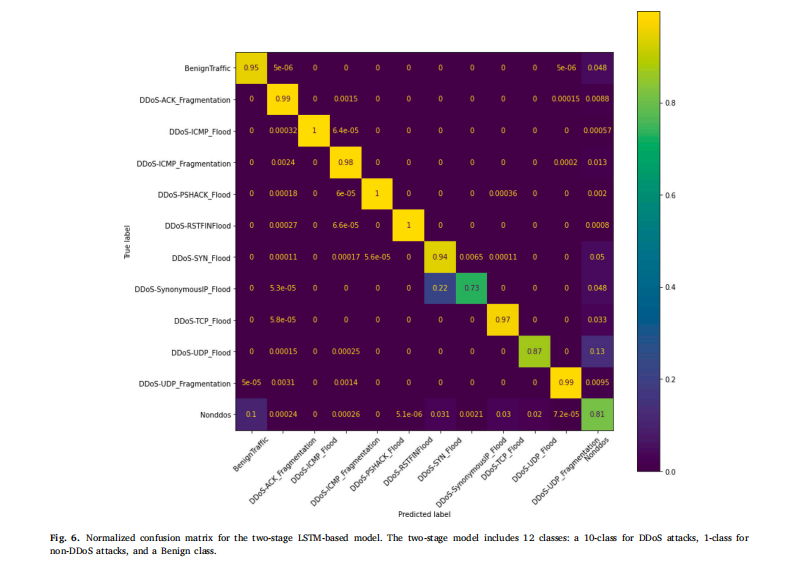 0.8
0.6
0.4
0.2
0.0
True label
BenignTraffic 0.95 5e-06 0 0 0 0 0 0 0 0 5e-06 0.048
DDoS-ACK_Fragmentation 0 0.99 0 0.0015 0 0 0 0 0 0 0.00015 0.0088
DDoS-ICMP_Flood 0 0.00032 1 6.4e-05 0 0 0 0 0 0 0 0.00057
DDoS-ICMP_Fragmentation 0 0.0024 0 0.98 0 0 0 0 0 0 0.0002 0.013
DDoS-PSHACK_Flood 0 0.00018 0 6e-05 1 0 0 0 0.00036 0 0 0.002
DDoS-RSTFINFlood 0 0.00027 0 6.6e-05 0 1 0 0 0 0 0 0.0008
DDoS-SYN_Flood 0 0.00011 0 0.00017 5.6e-05 0 0.94 0.0065 0.00011 0 0 0.05
DDoS-SynonymousIP_Flood 0 5.3e-05 0 0 0 0 0.22 0.73 0 0 0 0.048
DDoS-TCP_Flood 0 5.8e-05 0 0 0 0 0 0 0.97 0 0 0.033
DDoS-UDP_Flood 0 0.00015 0 0.00025 0 0 0 0 0 0.87 0 0.13
DDoS-UDP_Fragmentation 5e-05 0.0031 0 0.0014 0 0 0 0 0 0 0.99 0.0095
Nonddos 0.1 0.00024 0 0.00026 0 5.1e-06 0.031 0.0021 0.03 0.02 7.2e-05 0.81
BenignTraffic
DDoS-ACK_Fragmentation
DDoS-ICMP_Flood
DDoS-ICMP_Fragmentation
DDoS-PSHACK_Flood
DDoS-RSTFINFlood
DDoS-SYN_Flood
DDoS-SynonymousIP_Flood
DDoS-TCP_Flood
DDoS-UDP_Flood
DDoS-UDP_Fragmentation
Nonddos
Predicted label
Fig. 6. Normalized confusion matrix for the two-stage LSTM-based model. The two-stage model includes 12 classes: a 10-class for DDoS attacks, 1-class for
non-DDoS attacks, and a Benign class.